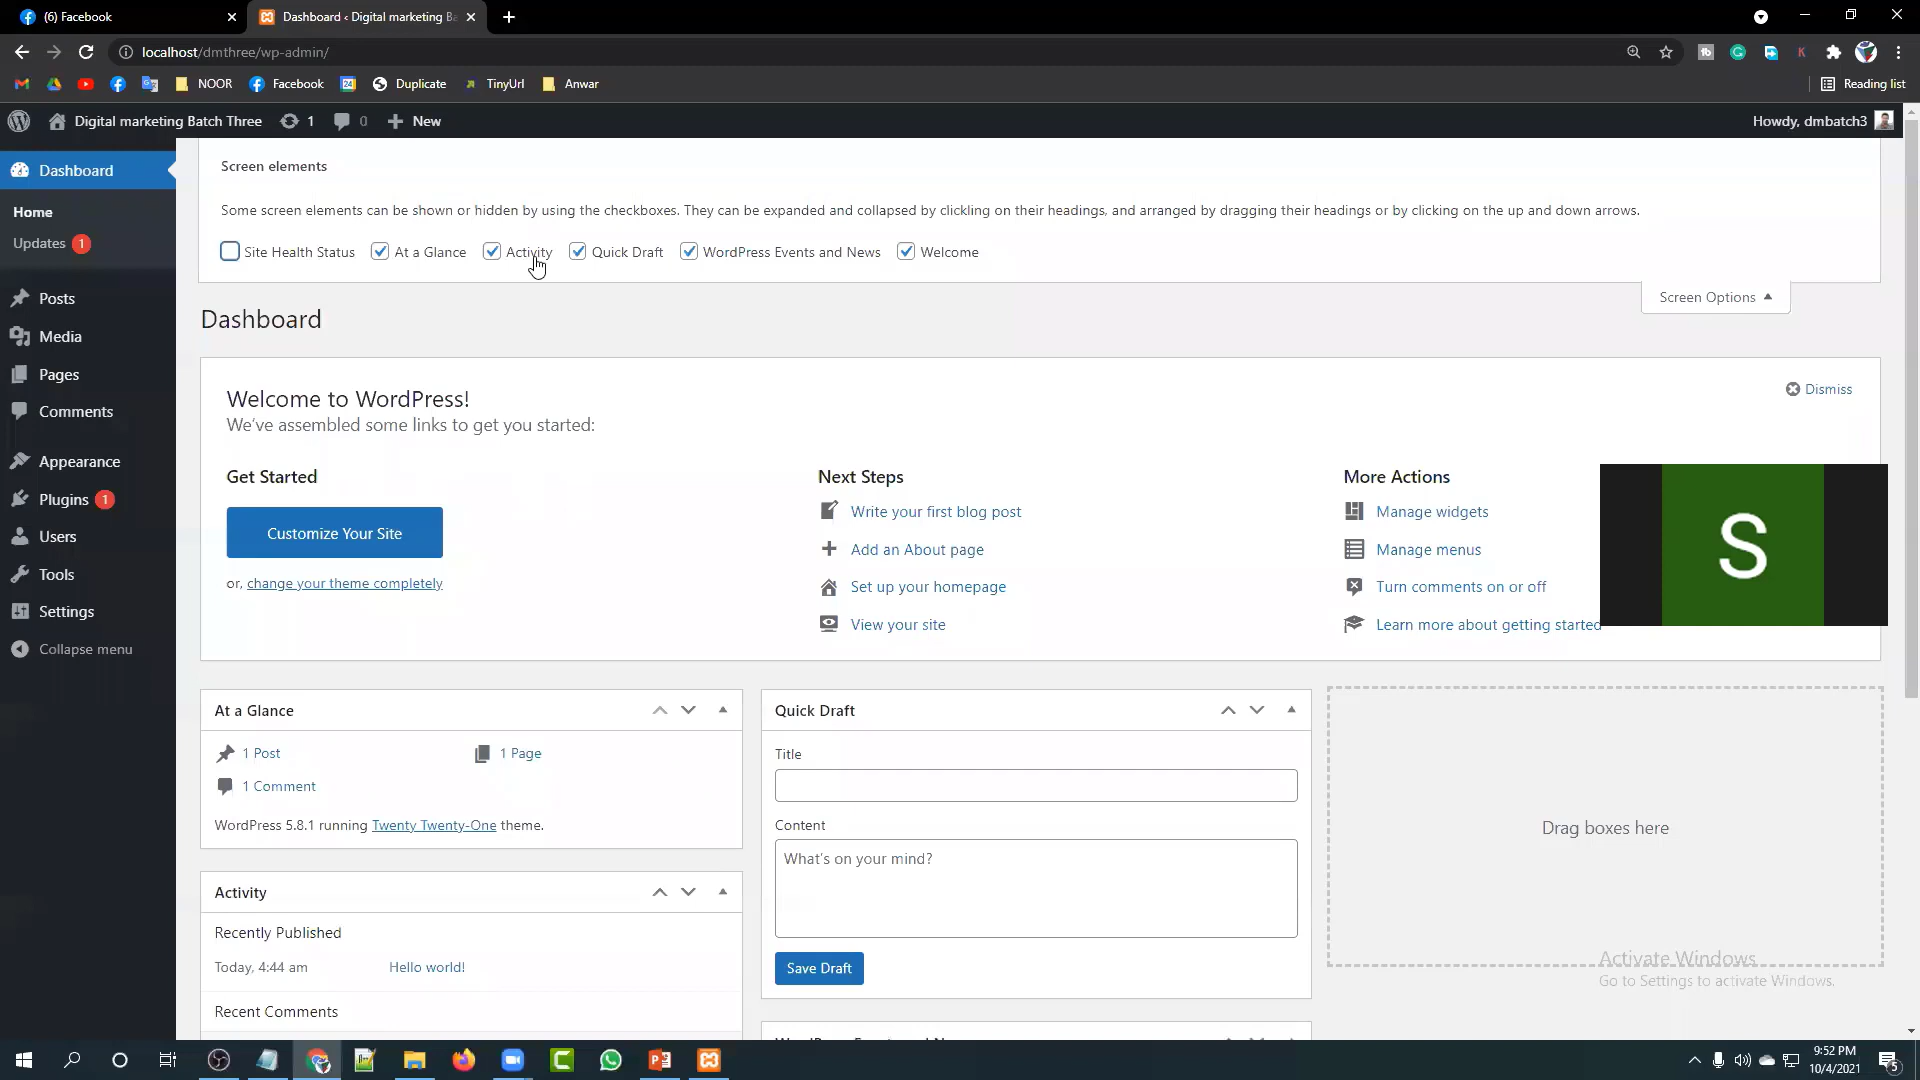 (6) Facebook
Dashboard ‹ Digital marketing Ba
localhost/dmthree/wp-admin/
NOOR
Facebook
24
Duplicate
TinyUrl
Anwar
Reading list
Digital marketing Batch Three
1
0
New
Howdy, dmbatch3
Dashboard
Home
Updates 1
Posts
Media
Pages
Comments
Appearance
Plugins 1
Users
Tools
Settings
Collapse menu
Screen elements
Some screen elements can be shown or hidden by using the checkboxes. They can be expanded and collapsed by clickling on their headings, and arranged by dragging their headings or by clicking on the up and down arrows.
Site Health Status At a Glance Activity Quick Draft WordPress Events and News Welcome
Screen Options
Dashboard
Welcome to WordPress!
We've assembled some links to get you started:
Dismiss
Get Started
Customize Your Site
or, change your theme completely
Next Steps
Write your first blog post
Add an About page
Set up your homepage
View your site
More Actions
Manage widgets
Manage menus
Turn comments on or off
Learn more about getting started
S
At a Glance
1 Post
1 Page
1 Comment
WordPress 5.8.1 running Twenty Twenty-One theme.
Activity
Recently Published
Today, 4:44 am Hello world!
Recent Comments
Quick Draft
Title
Content
What's on your mind?
Save Draft
Drag boxes here
Activate Windows
Go to Settings to activate Windows.
9:52 PM
10/4/2021
5